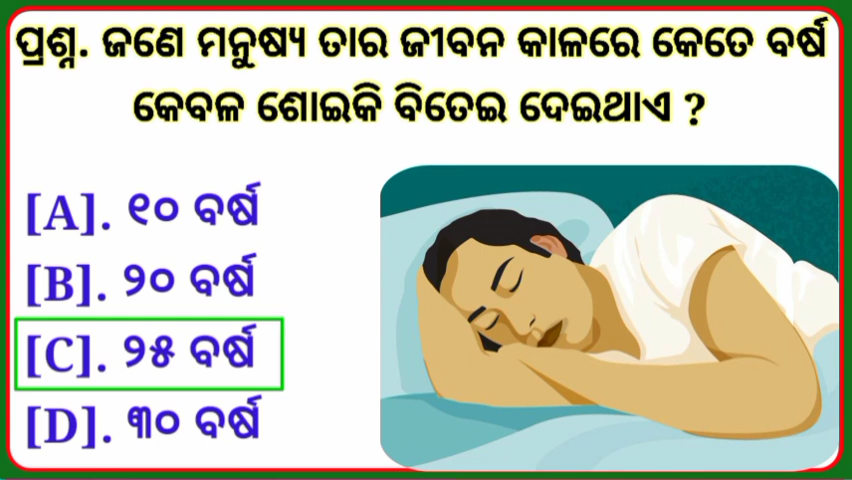 ପ୍ରଶ୍ନ. ଜଣେ ମନୁଷ୍ୟ ତାର ଜୀବନ କାଳରେ କେତେ ବର୍ଷ
କେବଳ ଶୋଇକି ବିତେଇ ଦେଇଥାଏ ?
[A]. ୧୦ ବର୍ଷ
[B]. ୨୦ ବର୍ଷ
[C]. ୨୫ ବର୍ଷ
[D]. ୩୦ ବର୍ଷ